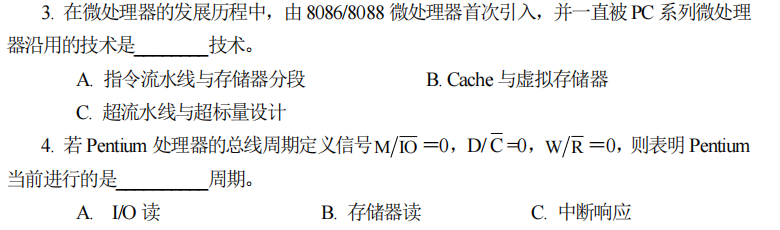 3. 在微处理器的发展历程中，由 8086/8088 微处理器首次引入，并一直被 PC 系列微处理
器沿用的技术是________技术。
A. 指令流水线与存储器分段 B. Cache 与虚拟存储器
C. 超流水线与超标量设计
4. 若 Pentium 处理器的总线周期定义信号 M/I̅O̅ =0，D/C̅=0，W/R̅ =0，则表明 Pentium
当前进行的是__________周期。
A. I/O 读 B. 存储器读 C. 中断响应